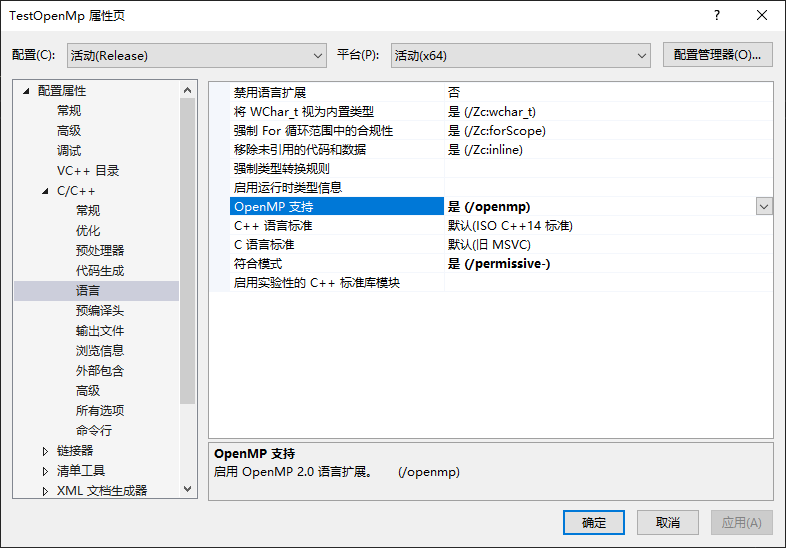 TestOpenMp 属性页
配置(C): 活动(Release) 平台(P): 活动(x64) 配置管理器(O)...
配置属性
常规
高级
调试
VC++ 目录
C/C++
常规
优化
预处理器
代码生成
语言
预编译头
输出文件
浏览信息
外部包含
高级
所有选项
命令行
链接器
清单工具
XML 文档生成器
禁用语言扩展 否
将 WChar_t 视为内置类型 是 (/Zc:wchar_t)
强制 For 循环范围中的合规性 是 (/Zc:forScope)
移除未引用的代码和数据 是 (/Zc:inline)
强制类型转换规则
启用运行时类型信息
OpenMP 支持 是 (/openmp)
C++ 语言标准 默认(ISO C++14 标准)
C 语言标准 默认(旧 MSVC)
符合模式 是 (/permissive-)
启用实验性的 C++ 标准库模块
OpenMP 支持
启用 OpenMP 2.0 语言扩展。 (/openmp)
确定 取消 应用(A)